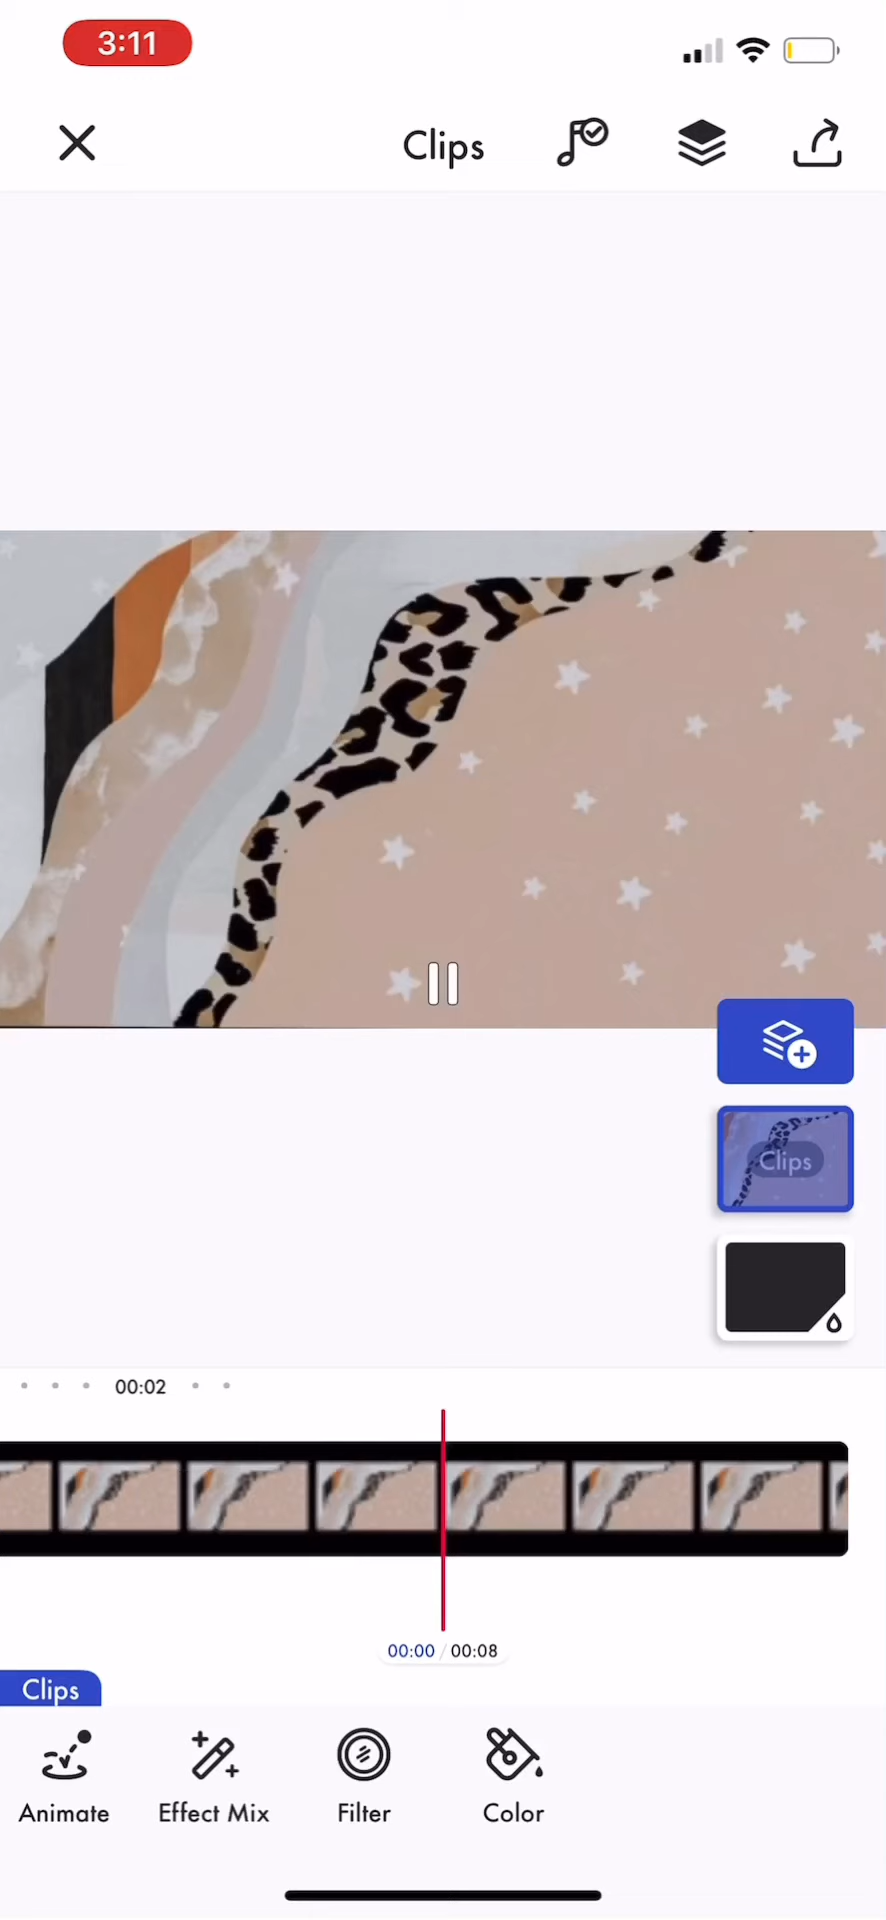 3:11
Clips
Clips
00:02
00:00 / 00:08
Clips
Animate
Effect Mix
Filter
Color